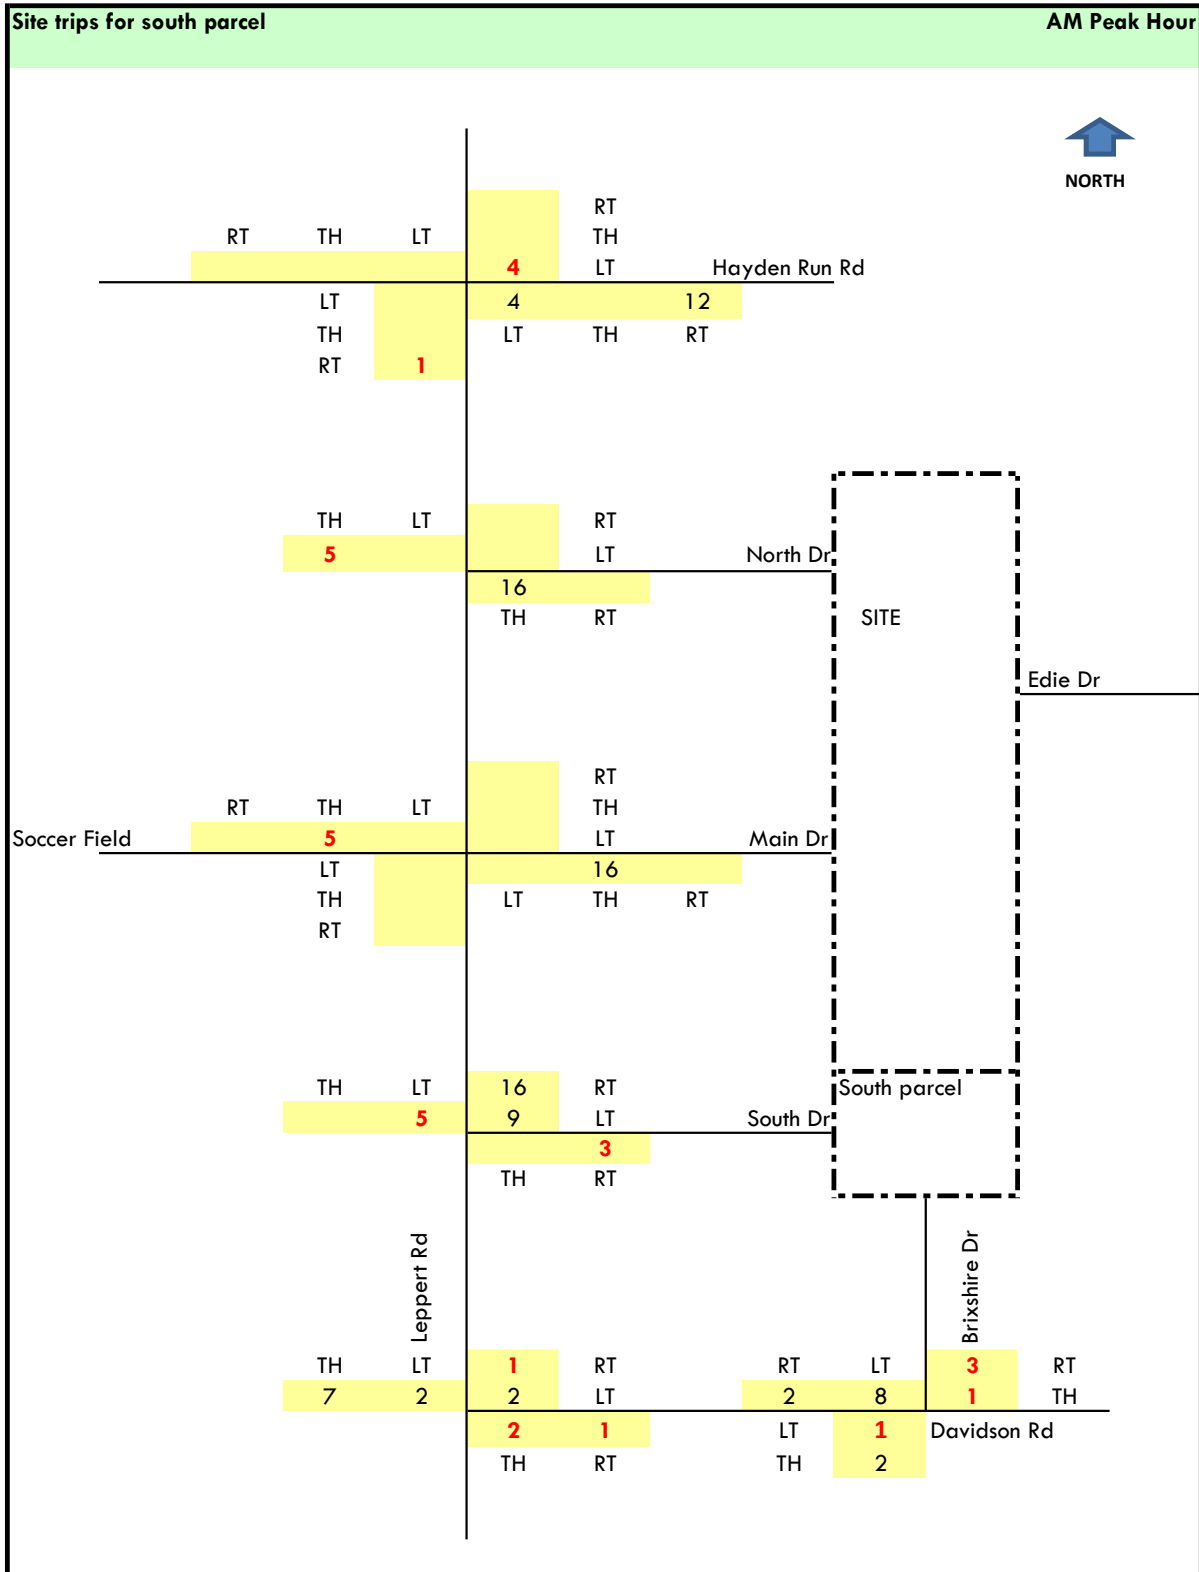 Site trips for south parcel AM Peak Hour
NORTH
RT
RT TH LT TH
4 LT Hayden Run Rd
LT 4 12
TH LT TH RT
RT 1
TH LT RT
5 LT North Dr
16
TH RT SITE
Edie Dr
RT
RT TH LT TH
Soccer Field 5 LT Main Dr
LT 16
TH LT TH RT
RT
TH LT 16 RT South parcel
5 9 LT South Dr
3
TH RT
Leppert Rd
Brixshire Dr
TH LT 1 RT RT LT 3 RT
7 2 2 LT 2 8 1 TH
2 1 LT 1 Davidson Rd
TH RT TH 2